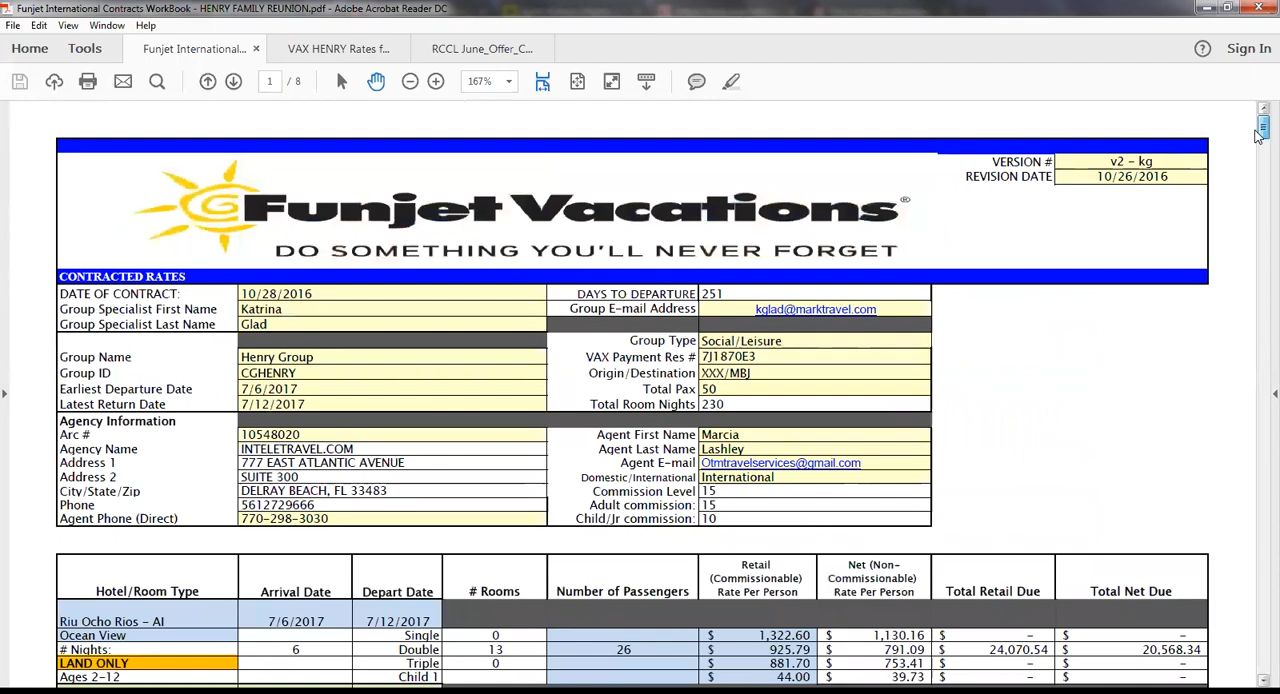 Funjet International Contracts WorkBook - HENRY FAMILY REUNION.pdf - Adobe Acrobat Reader DC
File Edit View Window Help
Home Tools Funjet International... × VAX HENRY Rates f... RCCL June_Offer_C... ? Sign In
1 / 8 167%
VERSION # v2 - kg
REVISION DATE 10/26/2016
Funjet Vacations®
DO SOMETHING YOU'LL NEVER FORGET
CONTRACTED RATES
DATE OF CONTRACT: 10/28/2016 DAYS TO DEPARTURE 251
Group Specialist First Name Katrina Group E-mail Address kglad@marktravel.com
Group Specialist Last Name Glad
Group Type Social/Leisure
Group Name Henry Group VAX Payment Res # 7J1870E3
Group ID CGHENRY Origin/Destination XXX/MBJ
Earliest Departure Date 7/6/2017 Total Pax 50
Latest Return Date 7/12/2017 Total Room Nights 230
Agency Information
Arc # 10548020 Agent First Name Marcia
Agency Name INTELETRAVEL.COM Agent Last Name Lashley
Address 1 777 EAST ATLANTIC AVENUE Agent E-mail Otmtravelservices@gmail.com
Address 2 SUITE 300 Domestic/International International
City/State/Zip DELRAY BEACH, FL 33483 Commission Level 15
Phone 5612729666 Adult commission: 15
Agent Phone (Direct) 770-298-3030 Child/Jr commission: 10
Hotel/Room Type Arrival Date Depart Date # Rooms Number of Passengers Retail (Commissionable) Rate Per Person Net (Non-Commissionable) Rate Per Person Total Retail Due Total Net Due
Riu Ocho Rios - AI 7/6/2017 7/12/2017
Ocean View Single 0 $ 1,322.60 $ 1,130.16 $ - $ -
# Nights: 6 Double 13 26 $ 925.79 $ 791.09 $ 24,070.54 $ 20,568.34
LAND ONLY Triple 0 $ 881.70 $ 753.41 $ - $ -
Ages 2-12 Child 1 $ 44.00 $ 39.73 $ - $ -